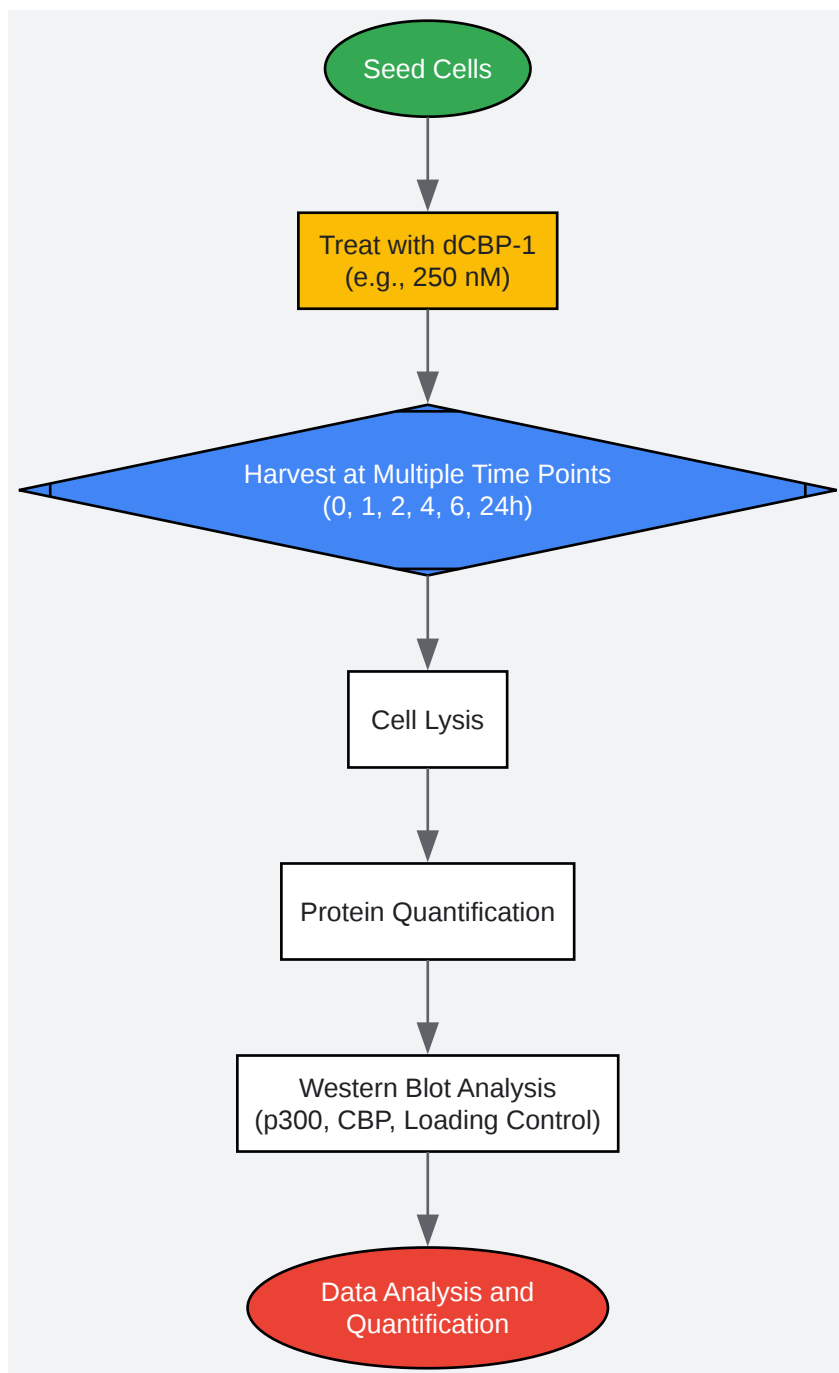 Seed Cells
Treat with dCBP-1
(e.g., 250 nM)
Harvest at Multiple Time Points
(0, 1, 2, 4, 6, 24h)
Cell Lysis
Protein Quantification
Western Blot Analysis
(p300, CBP, Loading Control)
Data Analysis and
Quantification